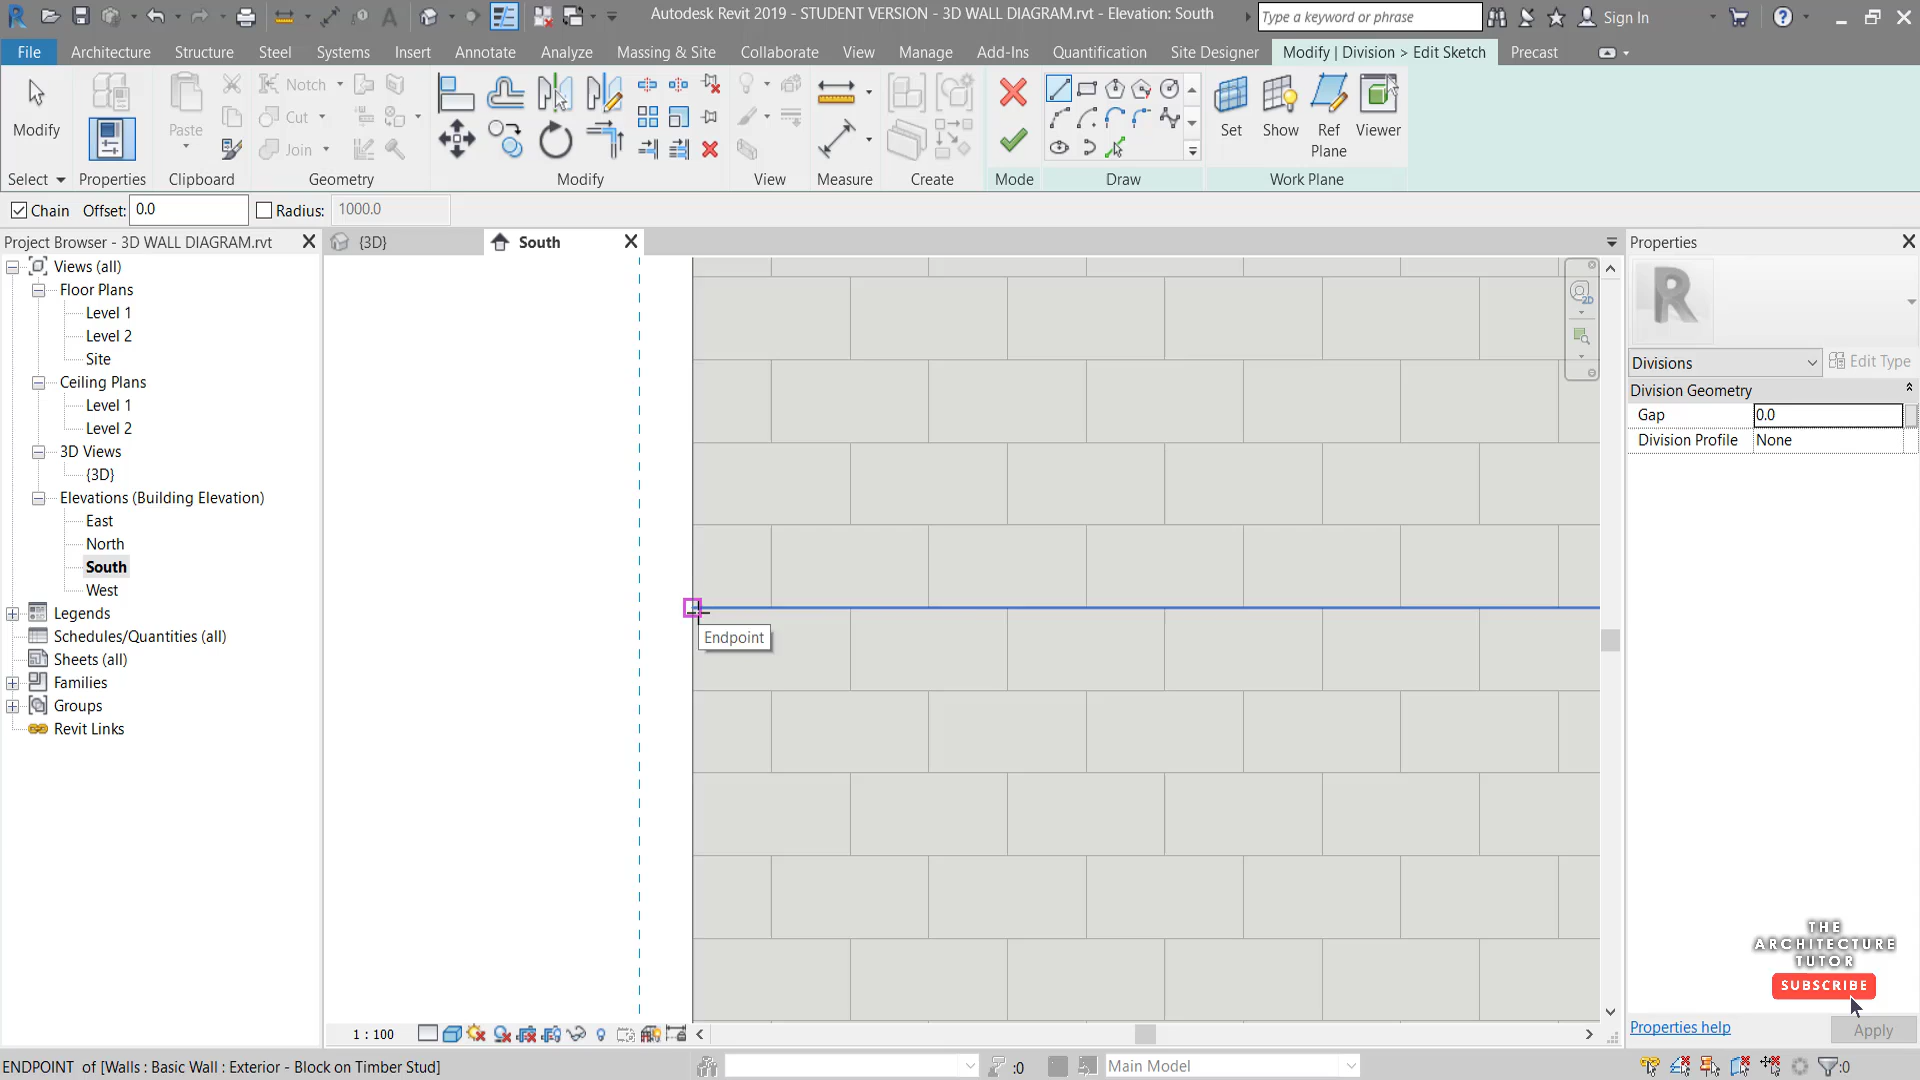 Autodesk Revit 2019 - STUDENT VERSION - 3D WALL DIAGRAM.rvt - Elevation: South
Type a keyword or phrase
Sign In
File Architecture Structure Steel Systems Insert Annotate Analyze Massing & Site Collaborate View Manage Add-Ins Quantification Site Designer Modify | Division > Edit Sketch Precast
Modify
Paste
Notch
Cut
Join
Set
Show
Ref
Plane
Viewer
Select Properties Clipboard Geometry Modify View Measure Create Mode Draw Work Plane
Chain Offset: 0.0 Radius: 1000.0
Project Browser - 3D WALL DIAGRAM.rvt
{3D}
South
Properties
Views (all)
Floor Plans
Level 1
Level 2
Site
Ceiling Plans
Level 1
Level 2
3D Views
{3D}
Elevations (Building Elevation)
East
North
South
West
Legends
Schedules/Quantities (all)
Sheets (all)
Families
Groups
Revit Links
2D
Endpoint
Divisions
Edit Type
Division Geometry
Gap 0.0
Division Profile None
THE
ARCHITECTURE
TUTOR
SUBSCRIBE
Properties help
Apply
1 : 100
ENDPOINT of [Walls : Basic Wall : Exterior - Block on Timber Stud]
:0
Main Model
:0